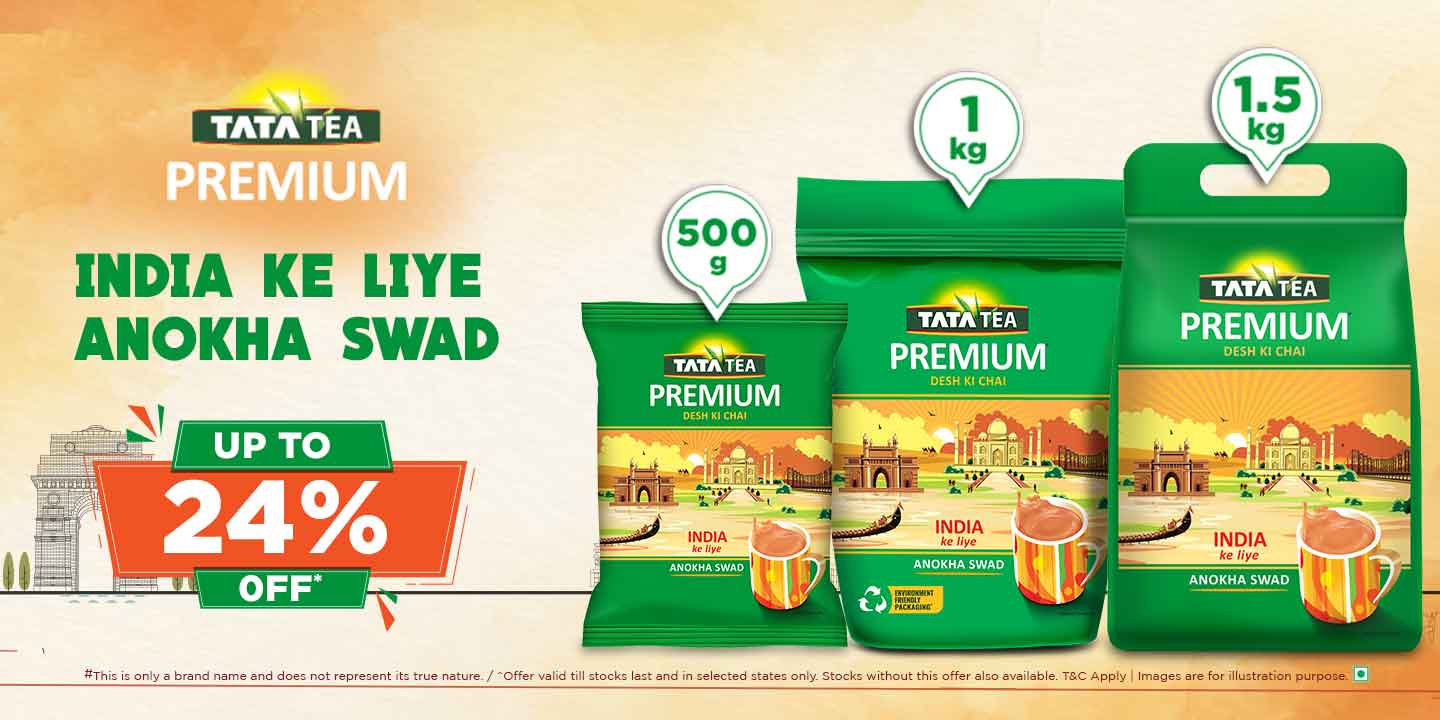 TATA TÉA
PREMIUM
INDIA KE LIYE
ANOKHA SWAD
UP TO
24%
OFF*
500
g
1
kg
1.5
kg
TATA TÉA
PREMIUM
DESH KI CHAI
INDIA
ke liye
ANOKHA SWAD
TATA TÉA
PREMIUM
DESH KI CHAI
INDIA
ke liye
ANOKHA SWAD
ENVIRONMENT
FRIENDLY
PACKAGING*
TATA TÉA
PREMIUM
DESH KI CHAI
INDIA
ke liye
ANOKHA SWAD
#This is only a brand name and does not represent its true nature. / ^Offer valid till stocks last and in selected states only. Stocks without this offer also available. T&C Apply | Images are for illustration purpose.